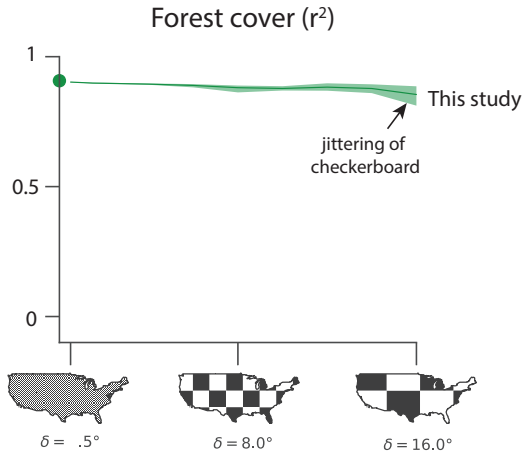 Forest cover (r²)
1
This study
jittering of
checkerboard
0.5
0
δ = .5°
δ = 8.0°
δ = 16.0°